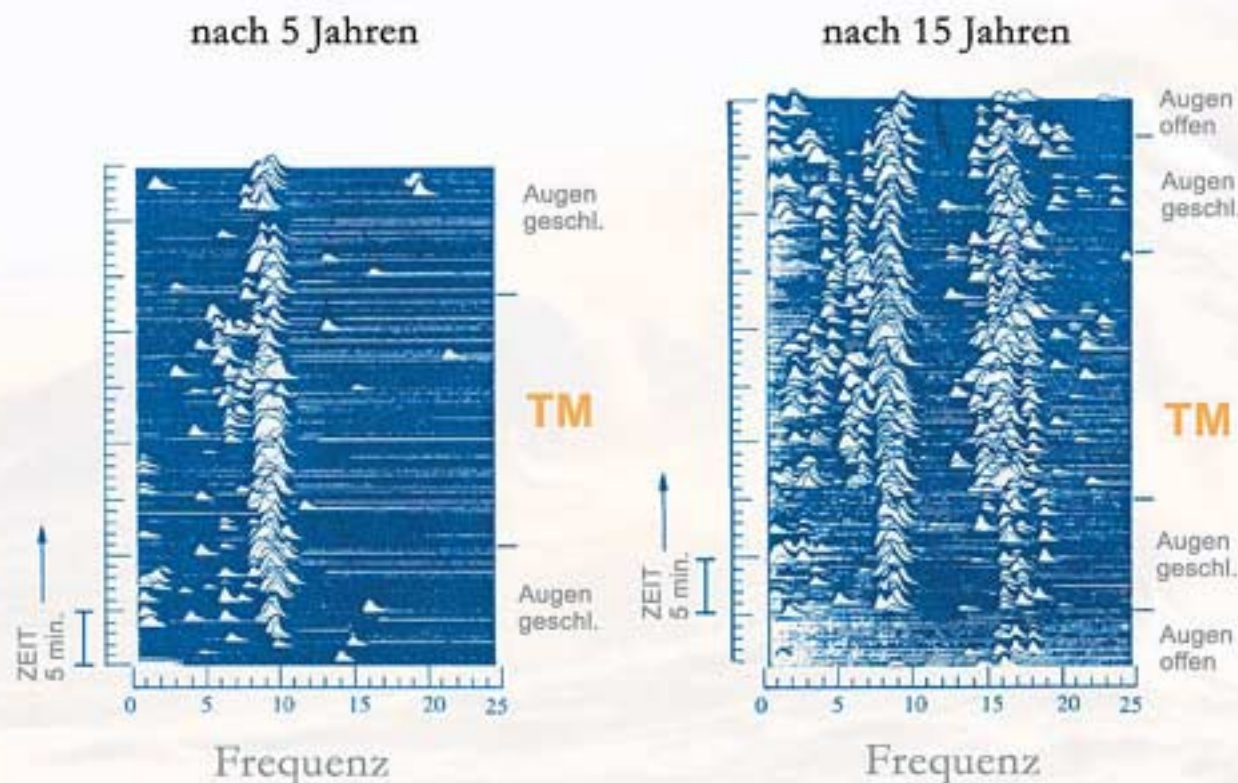 nach 5 Jahren
Augen
geschl.
TM
Augen
geschl.
ZEIT
5 min.
0 5 10 15 20 25
Frequenz
nach 15 Jahren
Augen
offen
Augen
geschl.
TM
Augen
geschl.
Augen
offen
ZEIT
5 min.
0 5 10 15 20 25
Frequenz